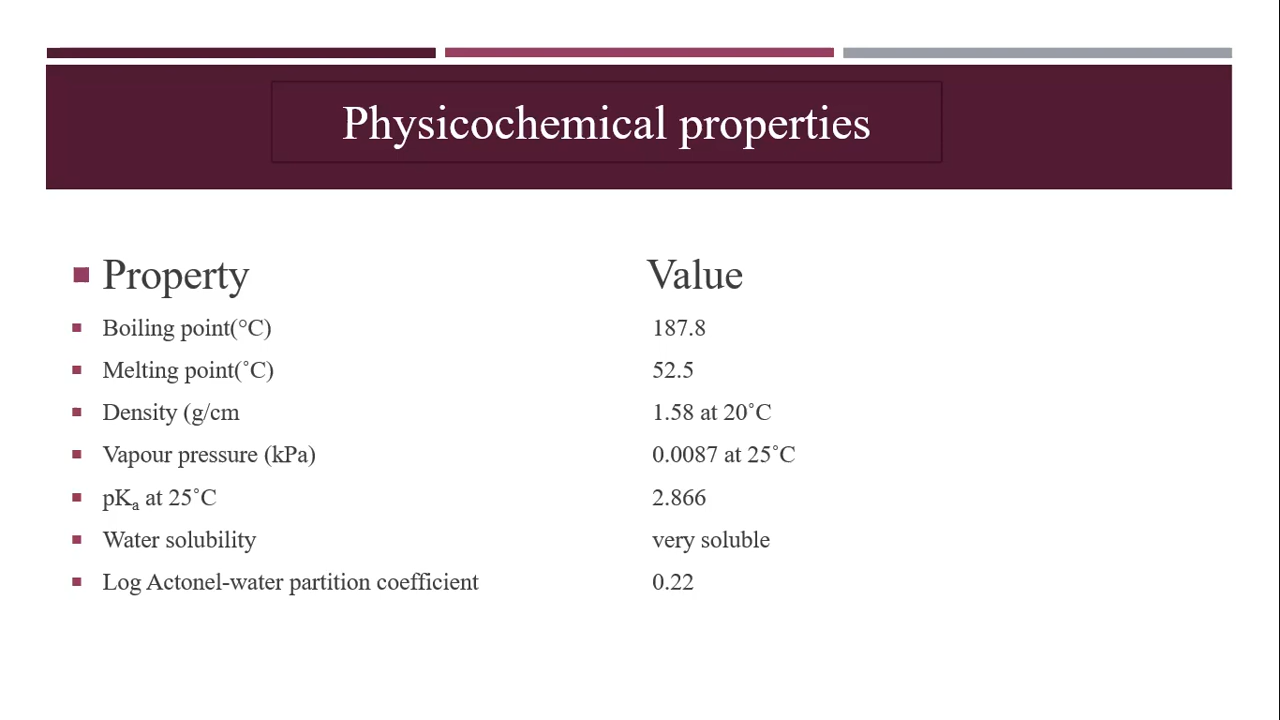 Physicochemical properties
Property Value
Boiling point(°C) 187.8
Melting point(˚C) 52.5
Density (g/cm 1.58 at 20˚C
Vapour pressure (kPa) 0.0087 at 25˚C
pKₐ at 25˚C 2.866
Water solubility very soluble
Log Actonel-water partition coefficient 0.22